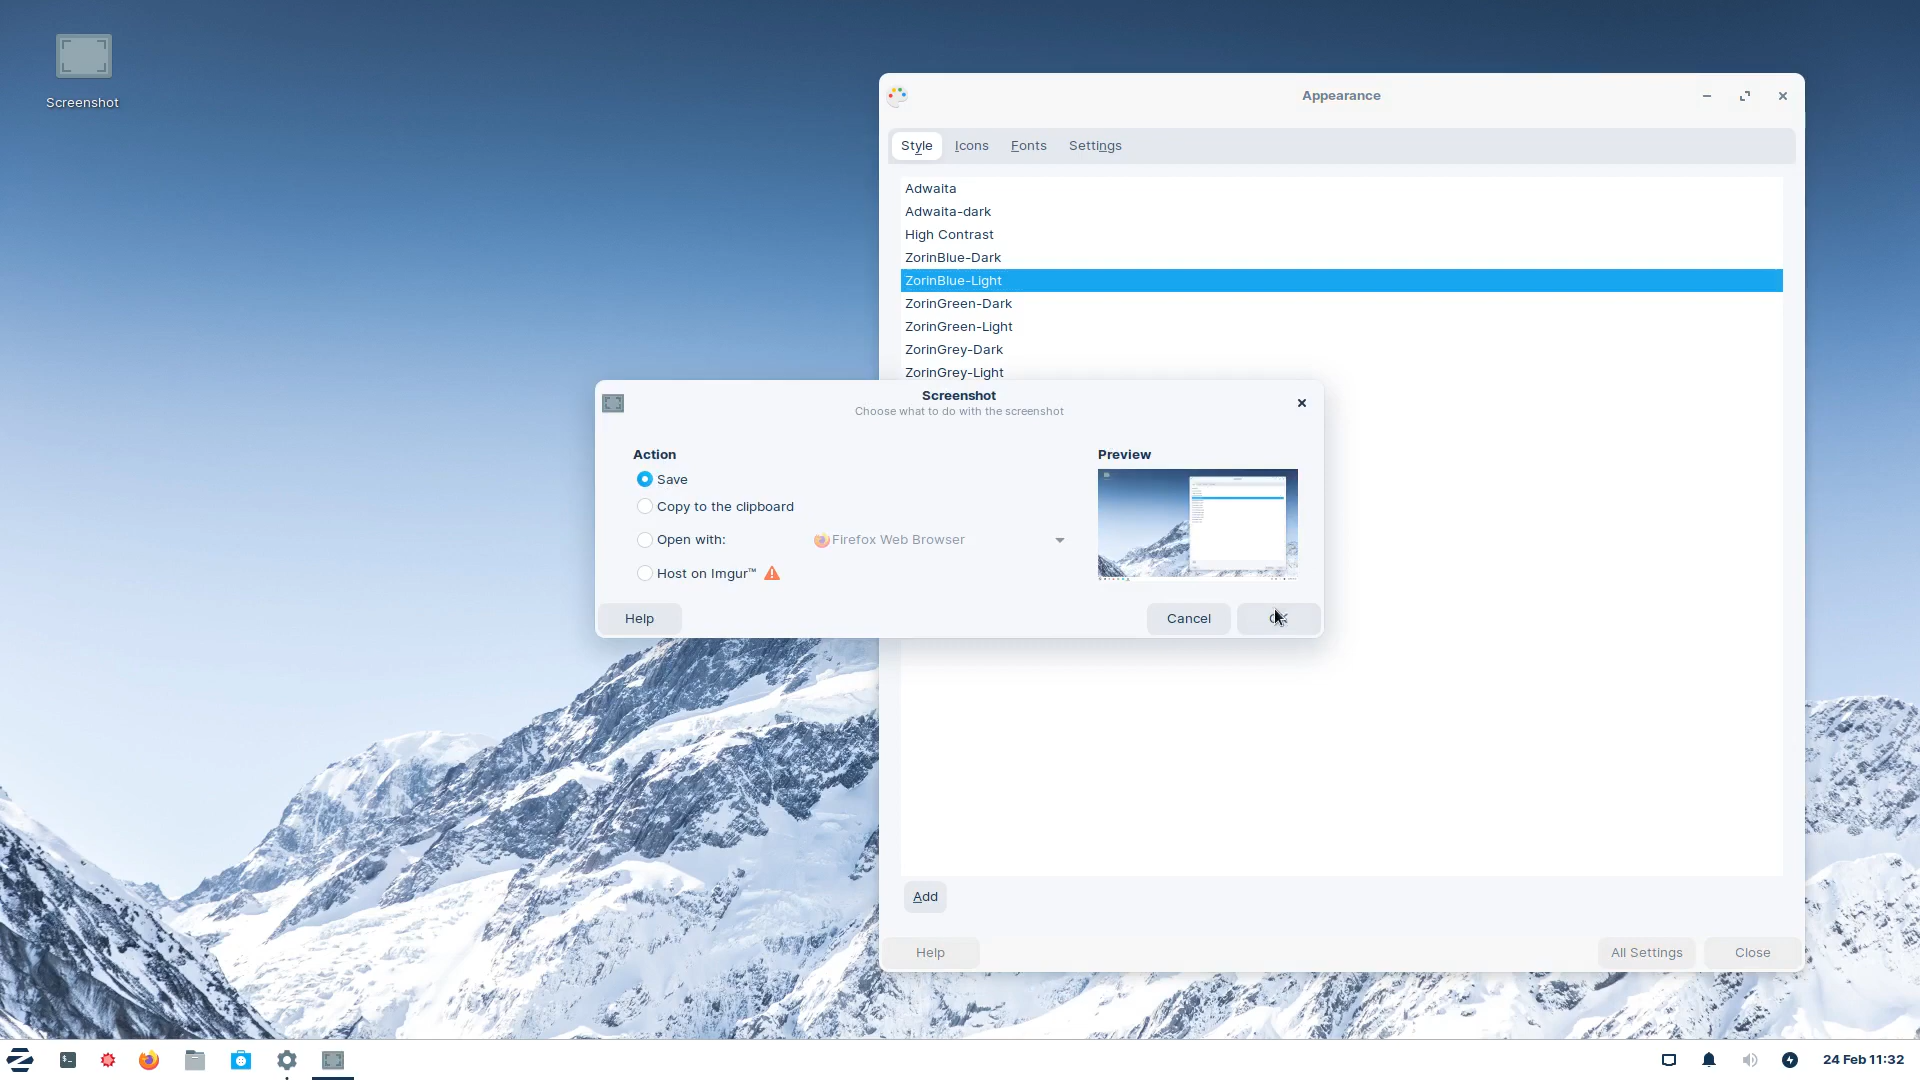 Screenshot
Appearance
Style Icons Fonts Settings
Adwaita
Adwaita-dark
High Contrast
ZorinBlue-Dark
ZorinBlue-Light
ZorinGreen-Dark
ZorinGreen-Light
ZorinGrey-Dark
ZorinGrey-Light
Screenshot
Choose what to do with the screenshot
Action
Preview
Save
Copy to the clipboard
Open with: Firefox Web Browser
Host on Imgur™
Help Cancel
Add
Help All Settings Close
24 Feb 11:32